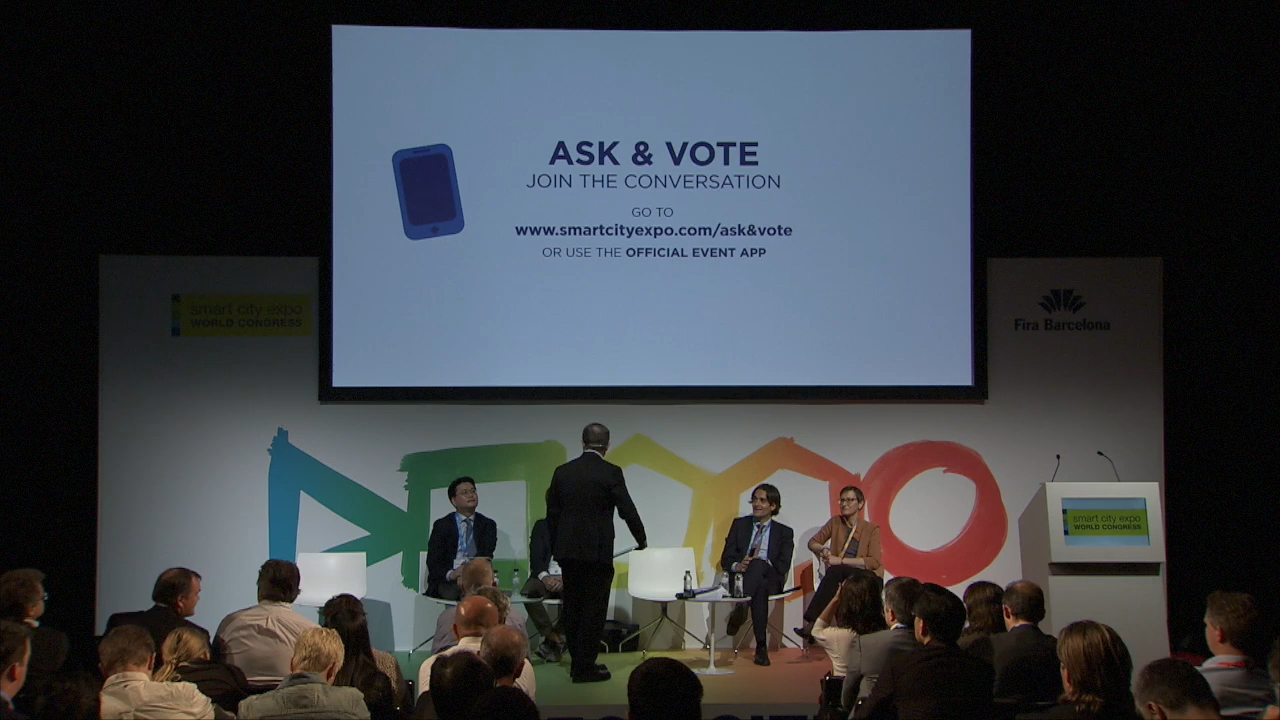 ASK & VOTE
JOIN THE CONVERSATION
GO TO
www.smartcityexpo.com/ask&vote
OR USE THE OFFICIAL EVENT APP
smart city expo
WORLD CONGRESS
Fira Barcelona
smart city expo
WORLD CONGRESS